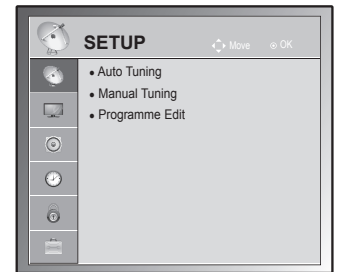 SETUP
Move
OK
• Auto Tuning
• Manual Tuning
• Programme Edit